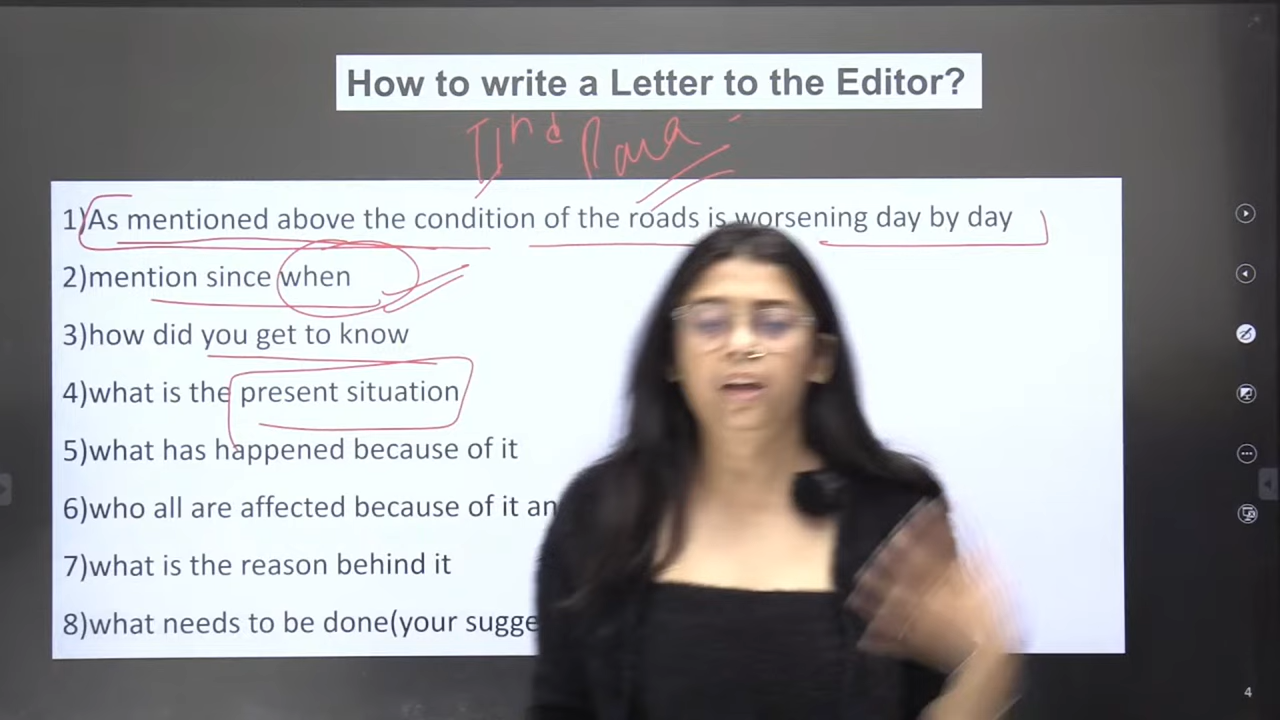 How to write a Letter to the Editor?
IInd Para
1)As mentioned above the condition of the roads is worsening day by day
2)mention since when
3)how did you get to know
4)what is the present situation
5)what has happened because of it
6)who all are affected because of it
7)what is the reason behind it
8)what needs to be done(your
4